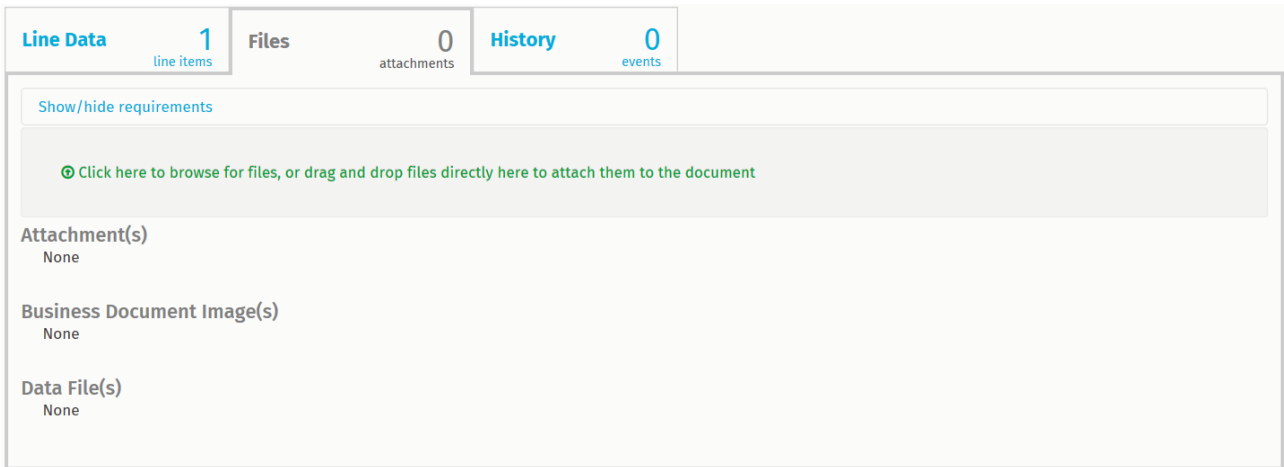 Line Data 1 line items
Files 0 attachments
History 0 events
Show/hide requirements
Click here to browse for files, or drag and drop files directly here to attach them to the document
Attachment(s)
None
Business Document Image(s)
None
Data File(s)
None